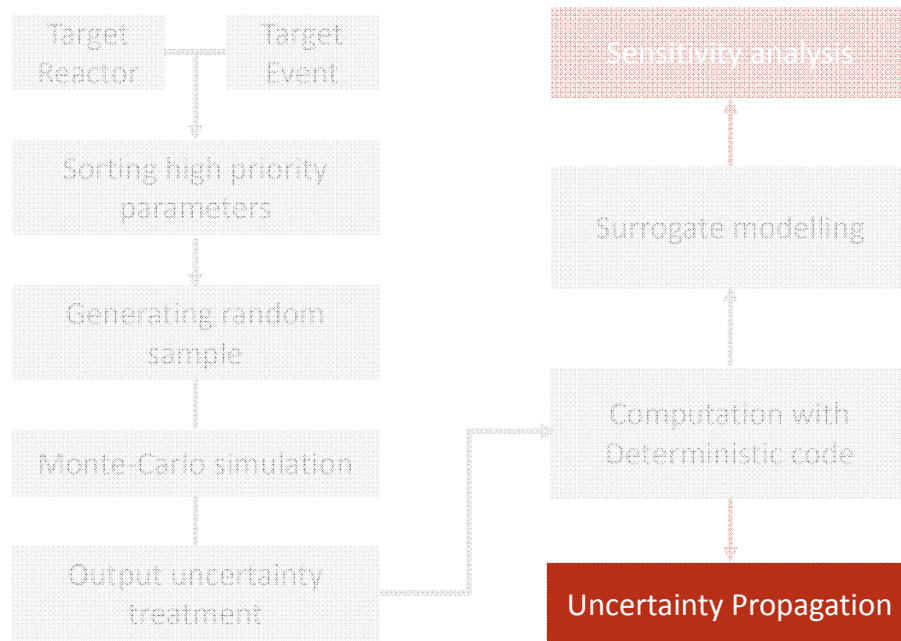 Target
Reactor
Target
Event
Sorting high priority
parameters
Generating random
sample
Monte-Carlo simulation
Output uncertainty
treatment
Sensitivity analysis
Surrogate modelling
Computation with
Deterministic code
Uncertainty Propagation